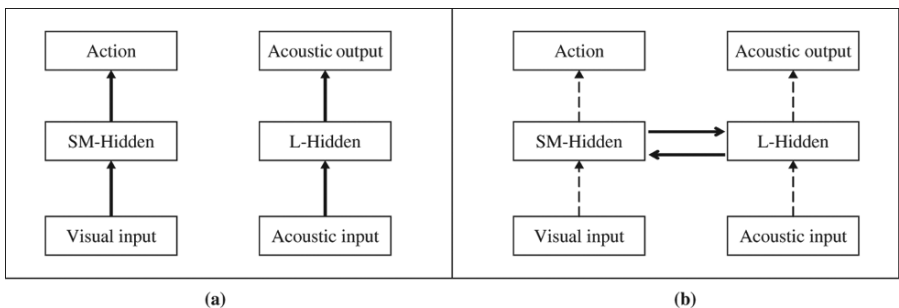 Action
Acoustic output
SM-Hidden
L-Hidden
Visual input
Acoustic input
(a)
Action
Acoustic output
SM-Hidden
L-Hidden
Visual input
Acoustic input
(b)